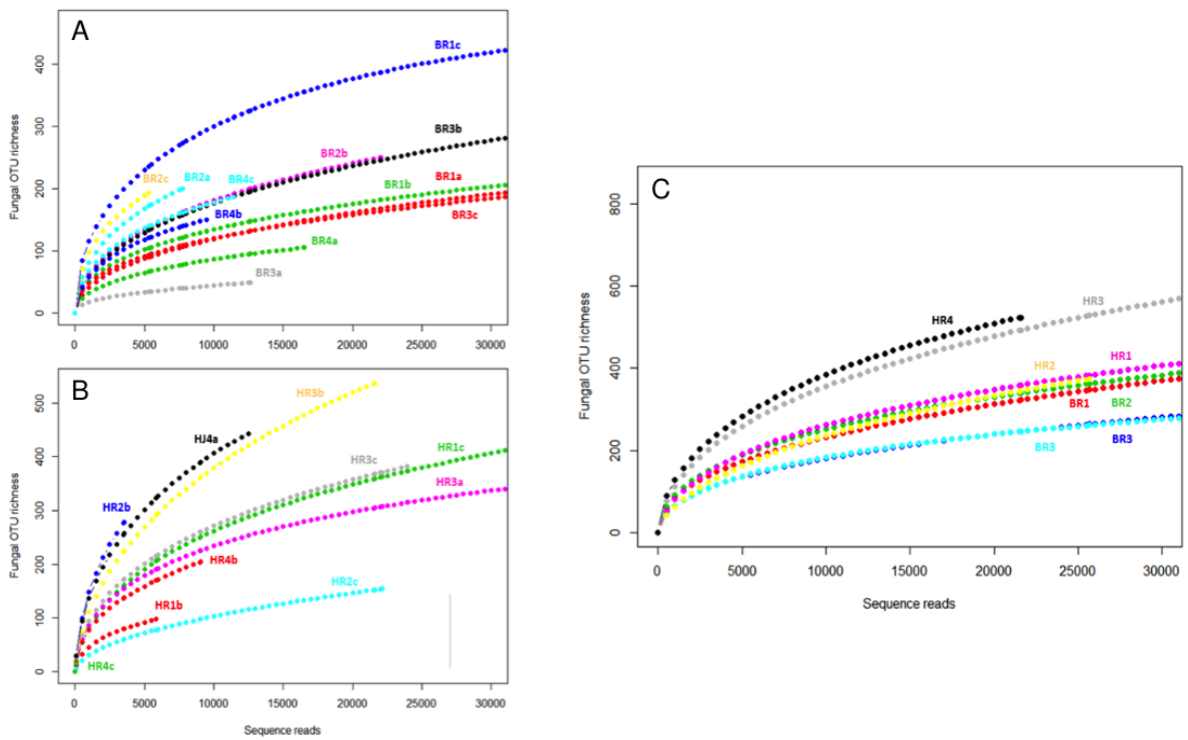 A
Fungal OTU richness
400
300
200
100
0
BR1c
BR3b
BR2b
BR2c
BR2a
BR4c
BR1b
BR1a
BR4b
BR3c
BR4a
BR3a
0 5000 10000 15000 20000 25000 30000
B
Fungal OTU richness
500
400
300
200
100
0
HR3b
HJ4a
HR3c
HR1c
HR3a
HR2b
HR4b
HR2c
HR1b
HR4c
0 5000 10000 15000 20000 25000 30000
Sequence reads
C
Fungal OTU richness
800
600
400
200
0
HR4
HR3
HR2
HR1
BR1
BR2
BR3
BR3
0 5000 10000 15000 20000 25000 30000
Sequence reads